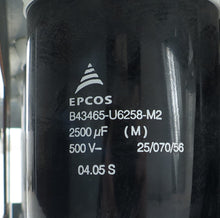 EPCOS
B43465-U6258-M2
2500 µF (M)
500 V⎓ 25/070/56
04.05 S